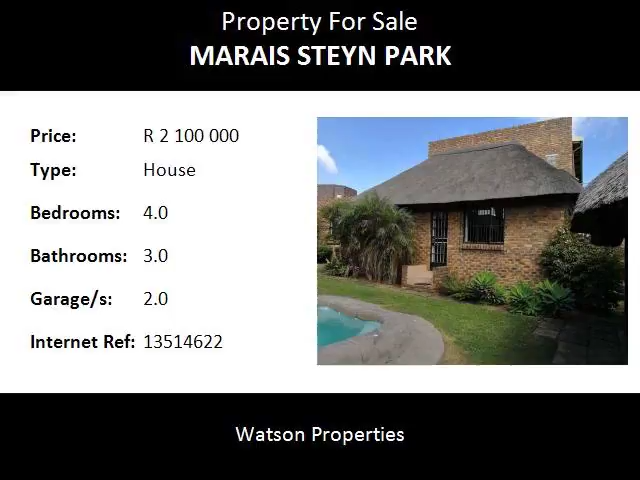 Property For Sale
MARAIS STEYN PARK
Price: R 2 100 000
Type: House
Bedrooms: 4.0
Bathrooms: 3.0
Garage/s: 2.0
Internet Ref: 13514622
Watson Properties